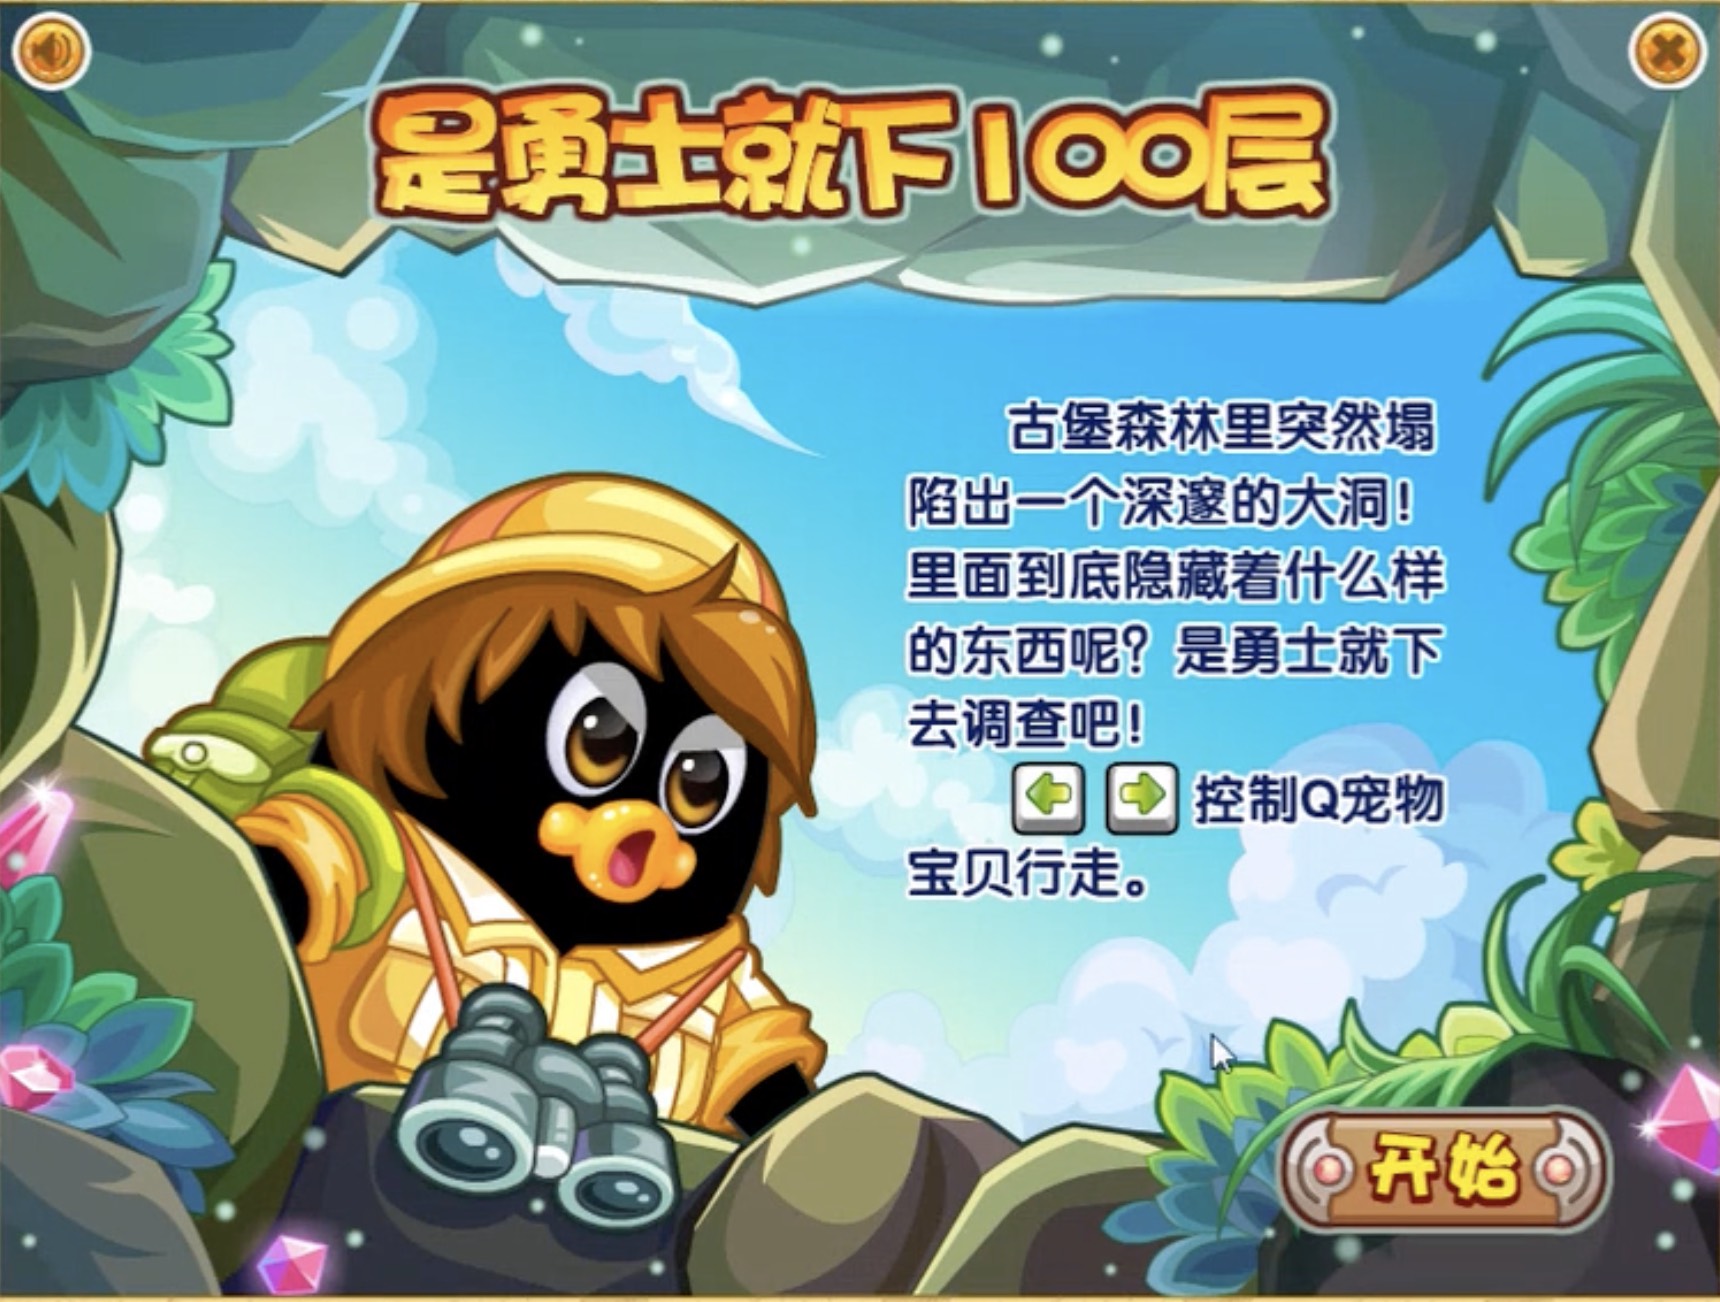 是勇士就下100层
古堡森林里突然塌
陷出一个深邃的大洞！
里面到底隐藏着什么样
的东西呢？是勇士就下
去调查吧！
控制Q宠物
宝贝行走。
开始